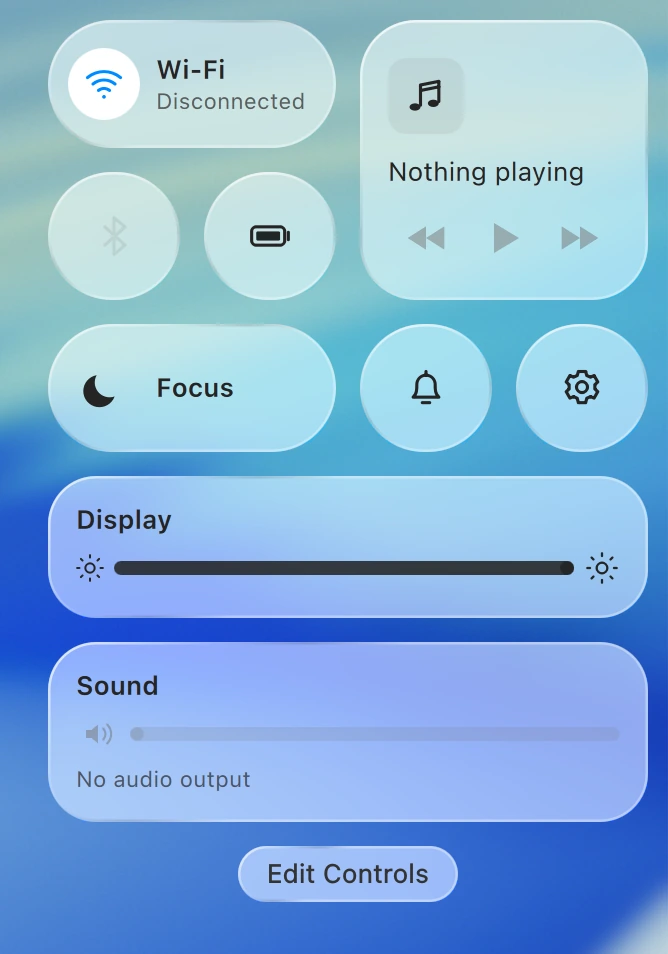 Wi-Fi
Disconnected
Nothing playing
Focus
Display
Sound
No audio output
Edit Controls